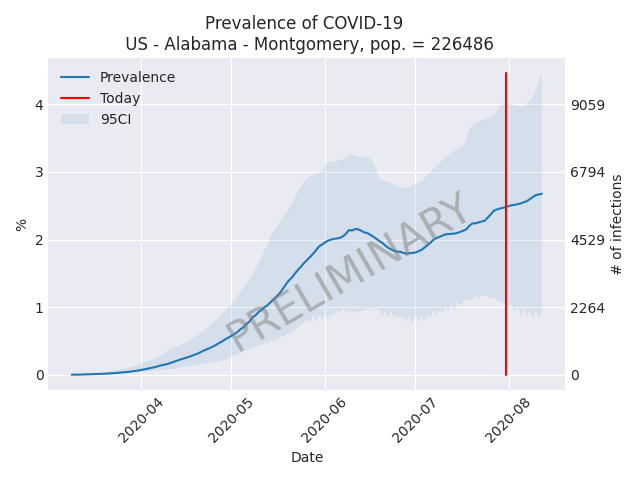 Prevalence of COVID-19
US - Alabama - Montgomery, pop. = 226486
Prevalence
Today
95CI
PRELIMINARY
%
4
3
2
1
0
9059
6794
4529
2264
0
# of infections
2020-04
2020-05
2020-06
2020-07
2020-08
Date